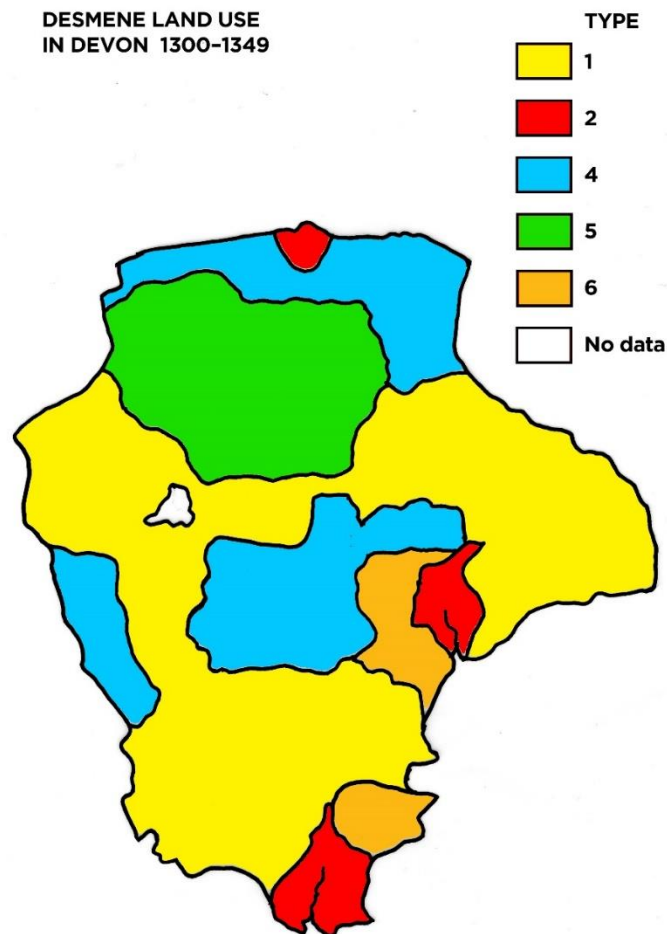 DESMENE LAND USE
IN DEVON 1300–1349
TYPE
1
2
4
5
6
No data